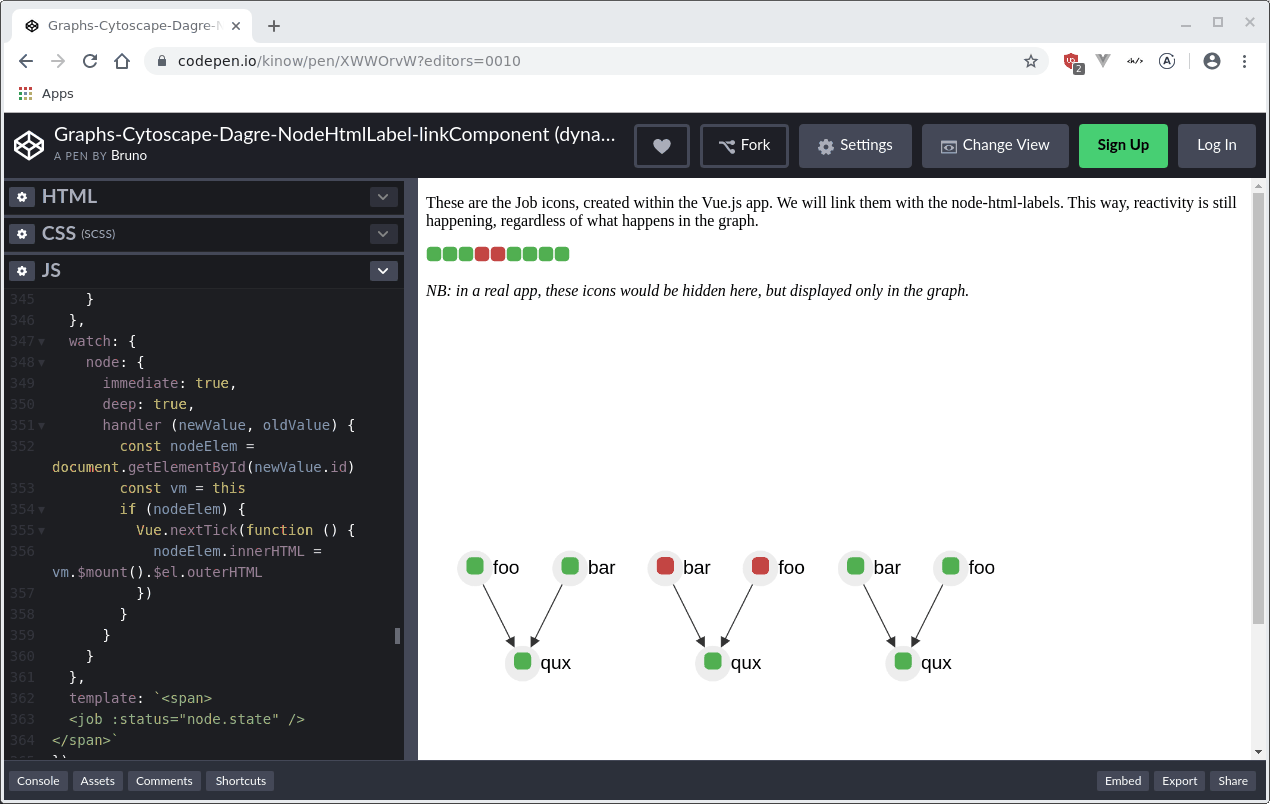 Graphs-Cytoscape-Dagre-N
codepen.io/kinow/pen/XWWOrvW?editors=0010
2
Apps
Graphs-Cytoscape-Dagre-NodeHtmlLabel-linkComponent (dyna...
A PEN BY Bruno
Fork
Settings
Change View
Sign Up
Log In
HTML
CSS (SCSS)
JS
345 }
346 },
347 watch: {
348 node: {
349 immediate: true,
350 deep: true,
351 handler (newValue, oldValue) {
352 const nodeElem =
document.getElementById(newValue.id)
353 const vm = this
354 if (nodeElem) {
355 Vue.nextTick(function () {
356 nodeElem.innerHTML =
vm.$mount().$el.outerHTML
357 })
358 }
359 }
360 }
361 },
362 template: `<span>
363 <job :status="node.state" />
364 </span>`
These are the Job icons, created within the Vue.js app. We will link them with the node-html-labels. This way, reactivity is still
happening, regardless of what happens in the graph.
NB: in a real app, these icons would be hidden here, but displayed only in the graph.
foo bar bar foo bar foo
qux qux qux
Console Assets Comments Shortcuts
Embed Export Share